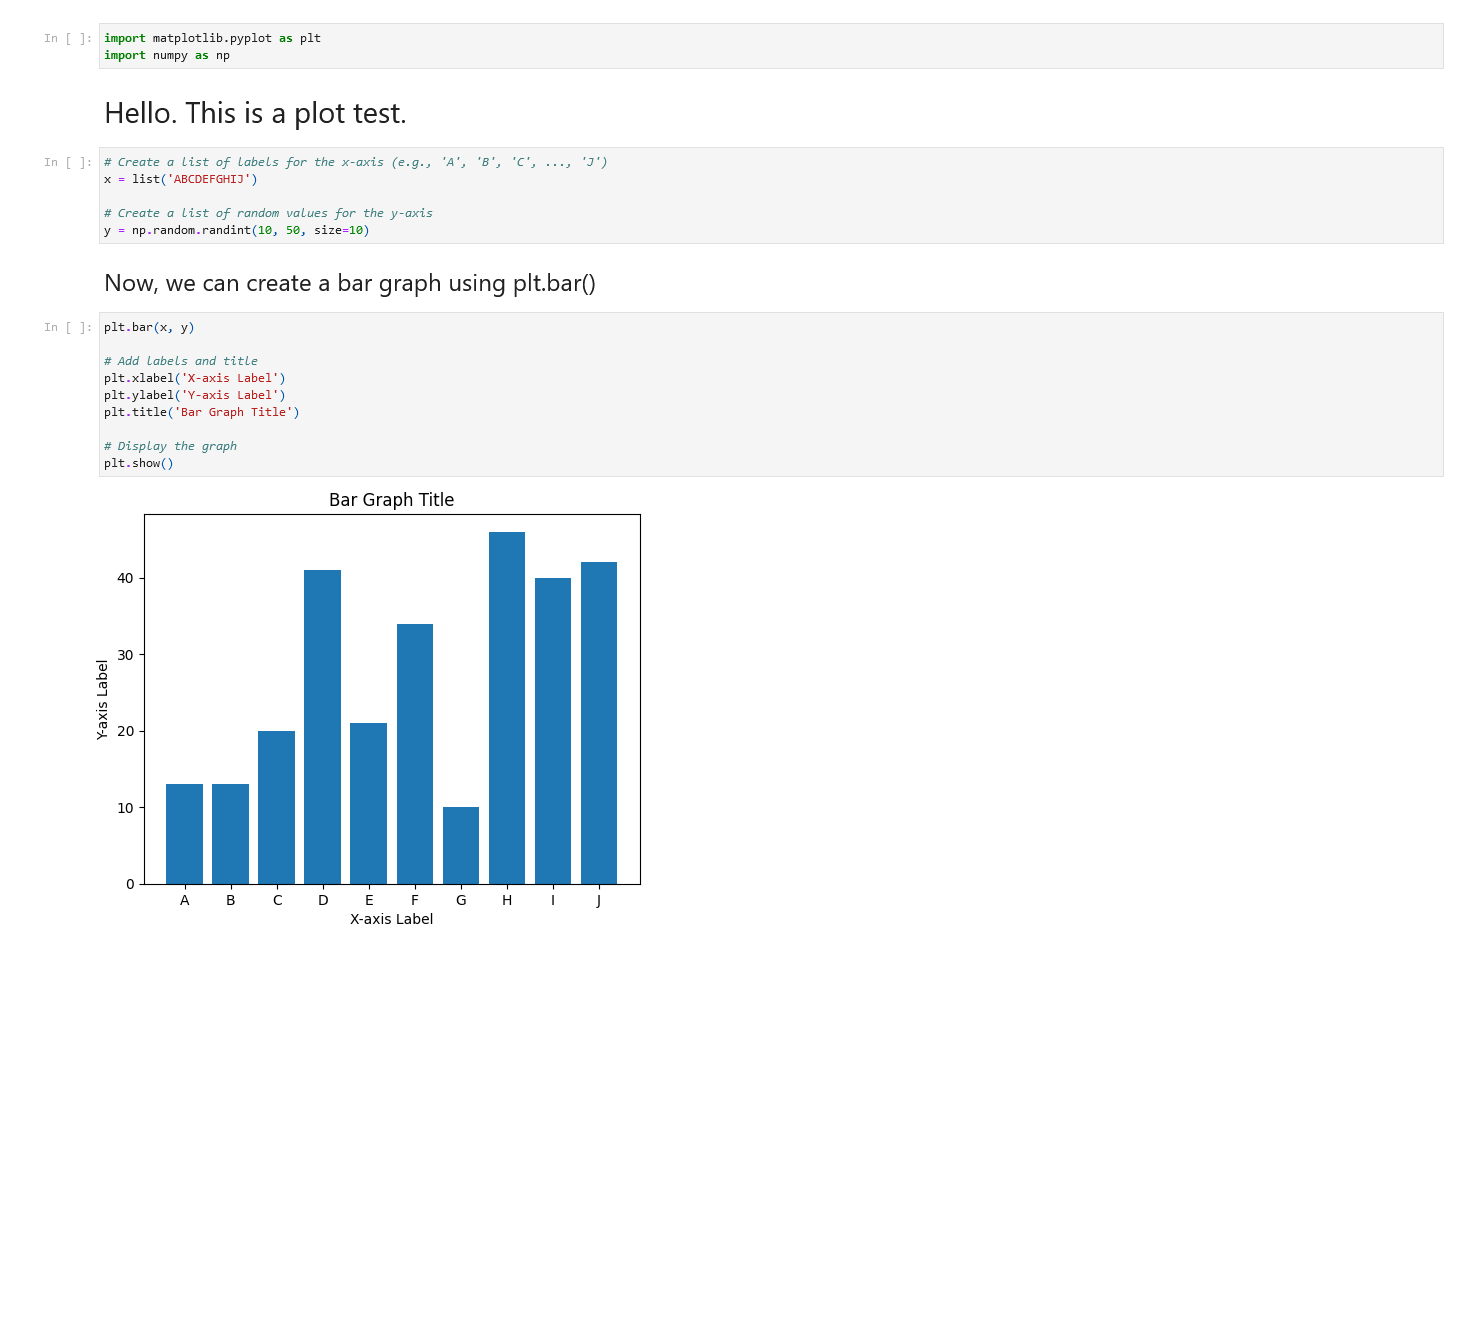 In [ ]:
import matplotlib.pyplot as plt
import numpy as np
Hello. This is a plot test.
In [ ]:
# Create a list of labels for the x-axis (e.g., 'A', 'B', 'C', ..., 'J')
x = list('ABCDEFGHIJ')
# Create a list of random values for the y-axis
y = np.random.randint(10, 50, size=10)
Now, we can create a bar graph using plt.bar()
In [ ]:
plt.bar(x, y)
# Add labels and title
plt.xlabel('X-axis Label')
plt.ylabel('Y-axis Label')
plt.title('Bar Graph Title')
# Display the graph
plt.show()
Bar Graph Title
Y-axis Label
40
30
20
10
0
A B C D E F G H I J
X-axis Label